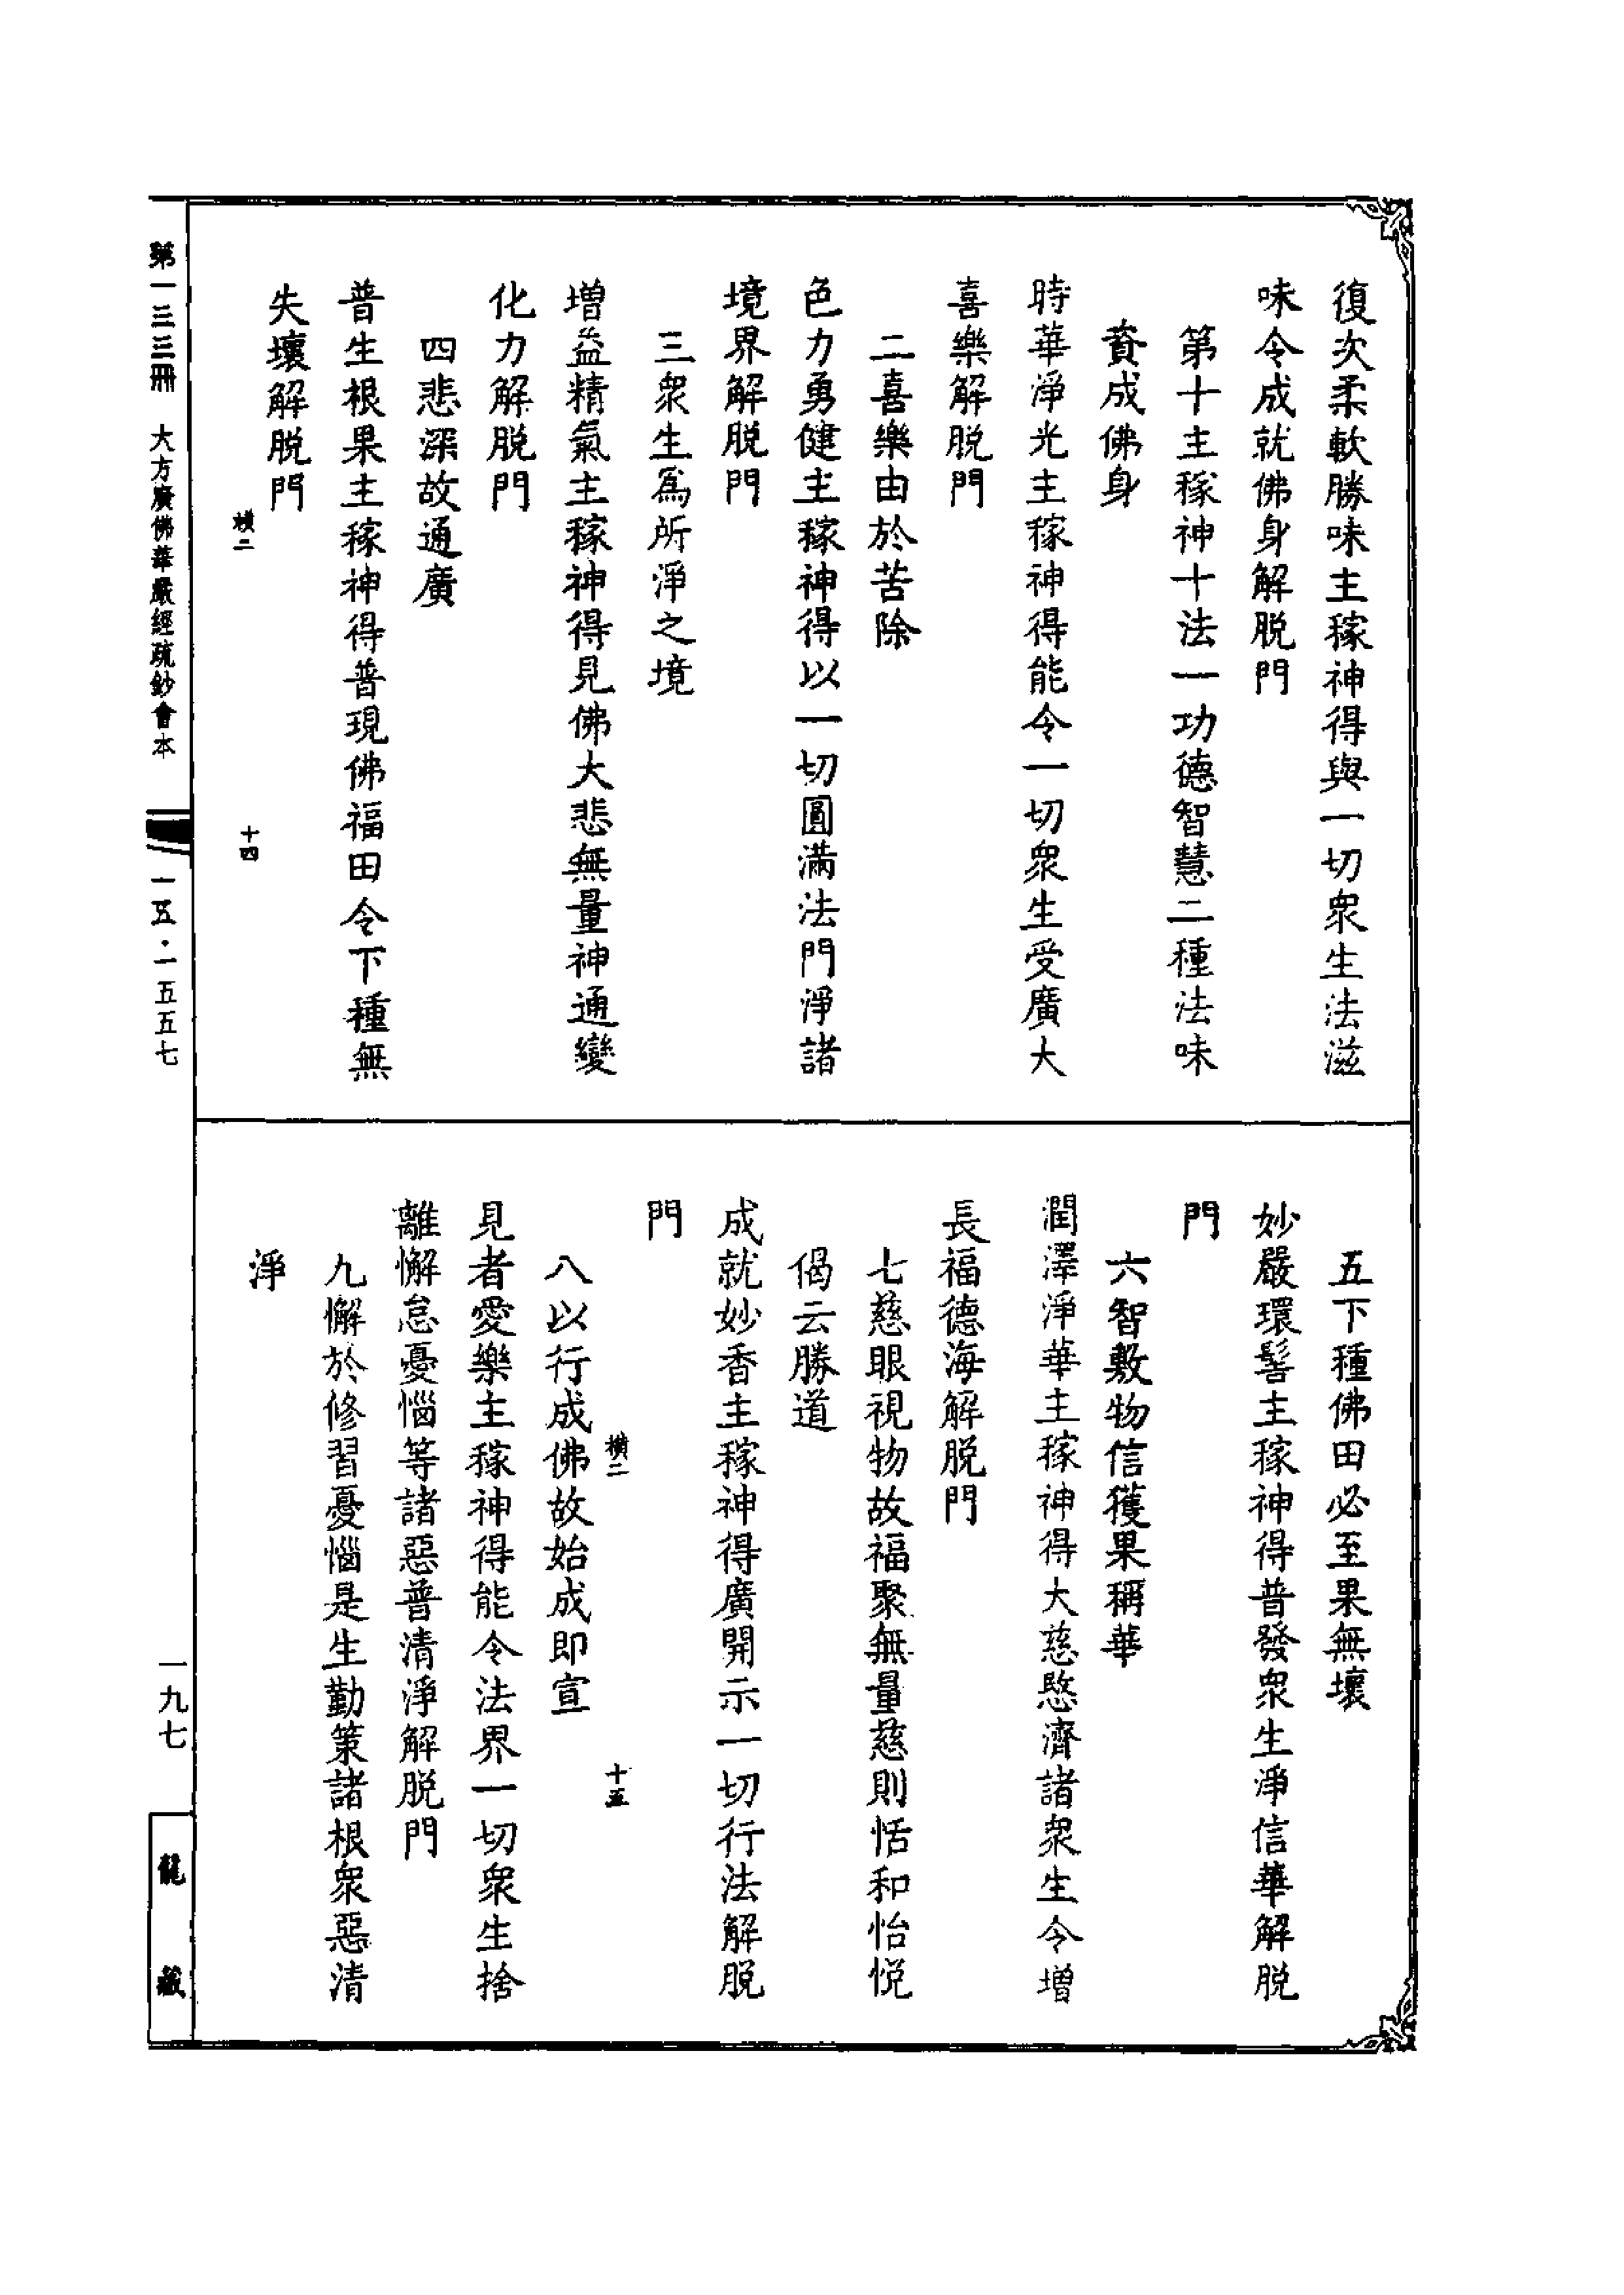 復次柔軟勝味主稼神得與一切衆生法滋
味令成就佛身解脱門
第十主稼神十法一功德智慧二種法味
資成佛身
時華淨光主稼神得能令一切衆生受廣大
喜樂解脱門
二喜樂由於苦除
色力勇健主稼神得以一切圓滿法門淨諸
境界解脱門
三衆生爲所淨之境
增益精氣主稼神得見佛大悲無量神通變
化力解脱門
四悲深故通廣
普生根果主稼神得普現佛福田令下種無
失壞解脱門
横二
十四
五下種佛田必至果無壞
妙嚴環髻主稼神得普發衆生淨信華解脱
門
六智敷物信獲果稱華
潤澤淨華主稼神得大慈愍濟諸衆生令增
長福德海解脱門
七慈眼視物故福聚無量慈則恬和怡悦
偈云勝道
成就妙香主稼神得廣開示一切行法解脱
門
横二
十五
八以行成佛故始成即宣
見者愛樂主稼神得能令法界一切衆生捨
離懈怠憂惱等諸惡普清淨解脱門
九懈於修習憂惱是生勤策諸根衆惡清
淨
第一三三冊 大方廣佛華嚴經疏鈔會本
一五·一五五七
一九七
龍藏